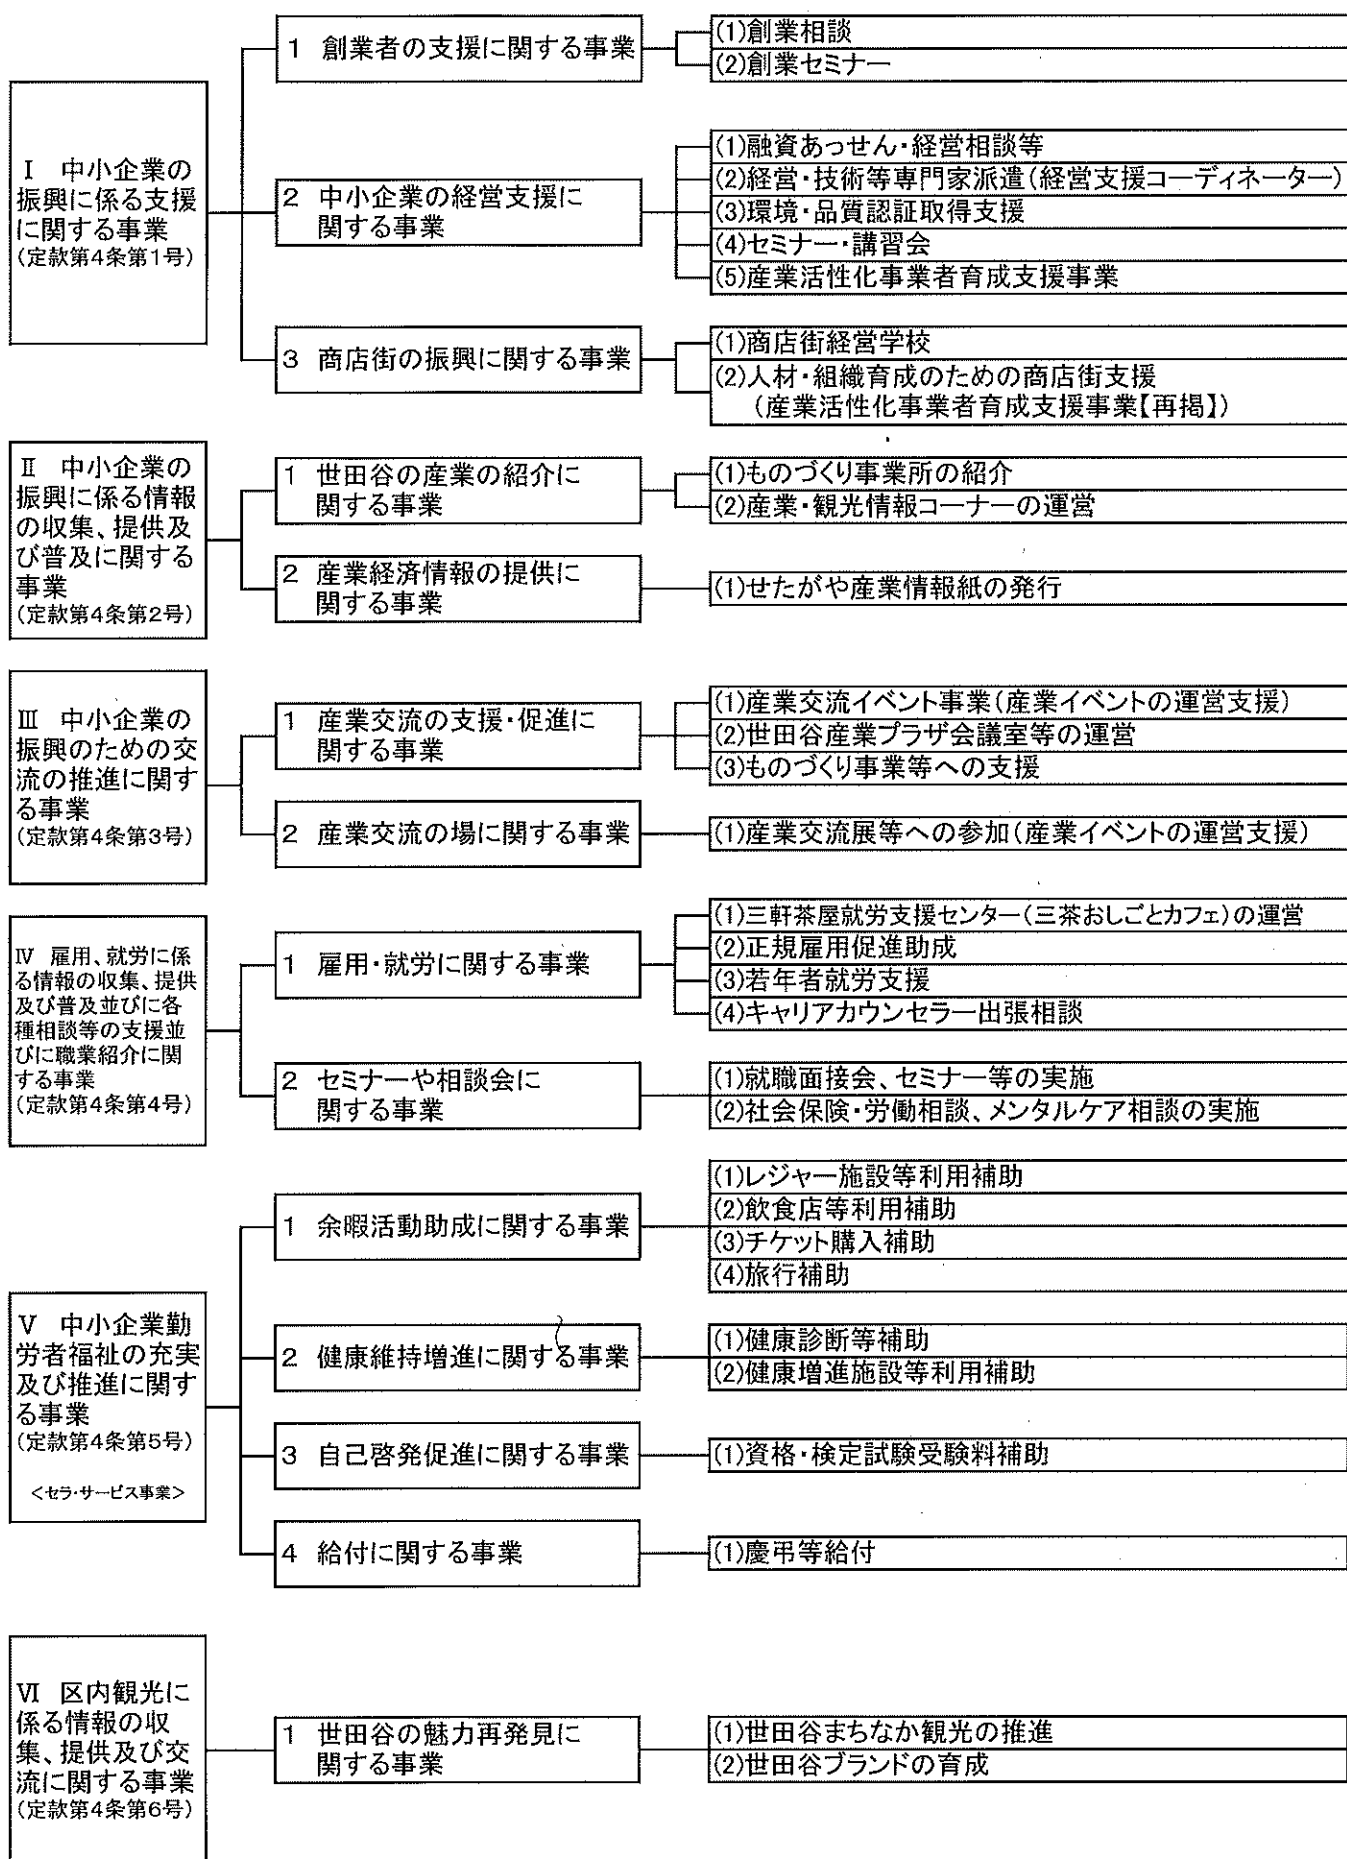 Ⅰ 中小企業の
振興に係る支援
に関する事業
(定款第4条第1号)
1 創業者の支援に関する事業
(1)創業相談
(2)創業セミナー
2 中小企業の経営支援に
関する事業
(1)融資あっせん・経営相談等
(2)経営・技術等専門家派遣(経営支援コーディネーター)
(3)環境・品質認証取得支援
(4)セミナー・講習会
(5)産業活性化事業者育成支援事業
3 商店街の振興に関する事業
(1)商店街経営学校
(2)人材・組織育成のための商店街支援
(産業活性化事業者育成支援事業【再掲】)
Ⅱ 中小企業の
振興に係る情報
の収集、提供及
び普及に関する
事業
(定款第4条第2号)
1 世田谷の産業の紹介に
関する事業
(1)ものづくり事業所の紹介
(2)産業・観光情報コーナーの運営
2 産業経済情報の提供に
関する事業
(1)せたがや産業情報紙の発行
Ⅲ 中小企業の
振興のための交
流の推進に関す
る事業
(定款第4条第3号)
1 産業交流の支援・促進に
関する事業
(1)産業交流イベント事業(産業イベントの運営支援)
(2)世田谷産業プラザ会議室等の運営
(3)ものづくり事業等への支援
2 産業交流の場に関する事業
(1)産業交流展等への参加(産業イベントの運営支援)
Ⅳ 雇用、就労に係
る情報の収集、提供
及び普及並びに各
種相談等の支援並
びに職業紹介に関
する事業
(定款第4条第4号)
1 雇用・就労に関する事業
(1)三軒茶屋就労支援センター(三茶おしごとカフェ)の運営
(2)正規雇用促進助成
(3)若年者就労支援
(4)キャリアカウンセラー出張相談
2 セミナーや相談会に
関する事業
(1)就職面接会、セミナー等の実施
(2)社会保険・労働相談、メンタルケア相談の実施
Ⅴ 中小企業勤
労者福祉の充実
及び推進に関す
る事業
(定款第4条第5号)
<セラ・サービス事業>
1 余暇活動助成に関する事業
(1)レジャー施設等利用補助
(2)飲食店等利用補助
(3)チケット購入補助
(4)旅行補助
2 健康維持増進に関する事業
(1)健康診断等補助
(2)健康増進施設等利用補助
3 自己啓発促進に関する事業
(1)資格・検定試験受験料補助
4 給付に関する事業
(1)慶弔等給付
Ⅵ 区内観光に
係る情報の収
集、提供及び交
流に関する事業
(定款第4条第6号)
1 世田谷の魅力再発見に
関する事業
(1)世田谷まちなか観光の推進
(2)世田谷ブランドの育成